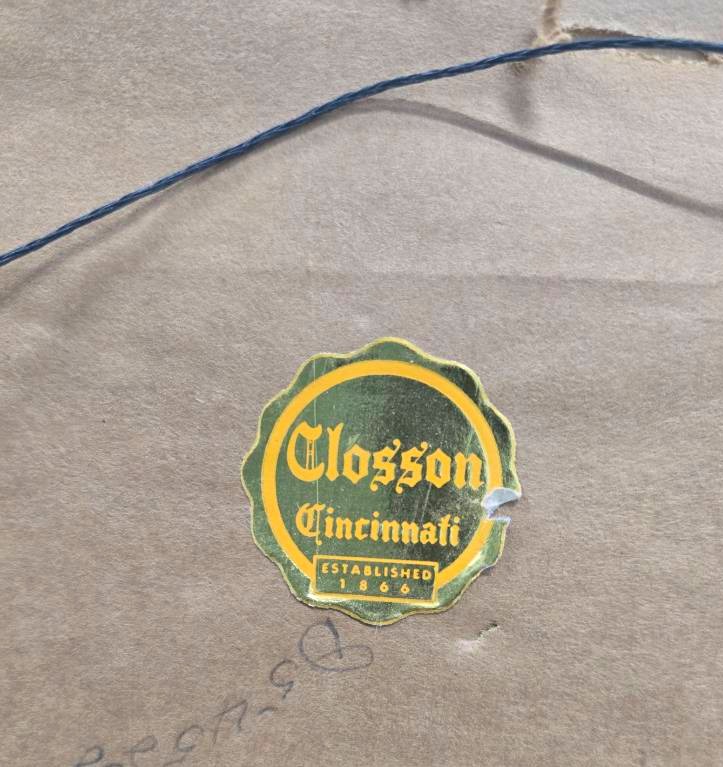 Closson
Cincinnati
ESTABLISHED
1866